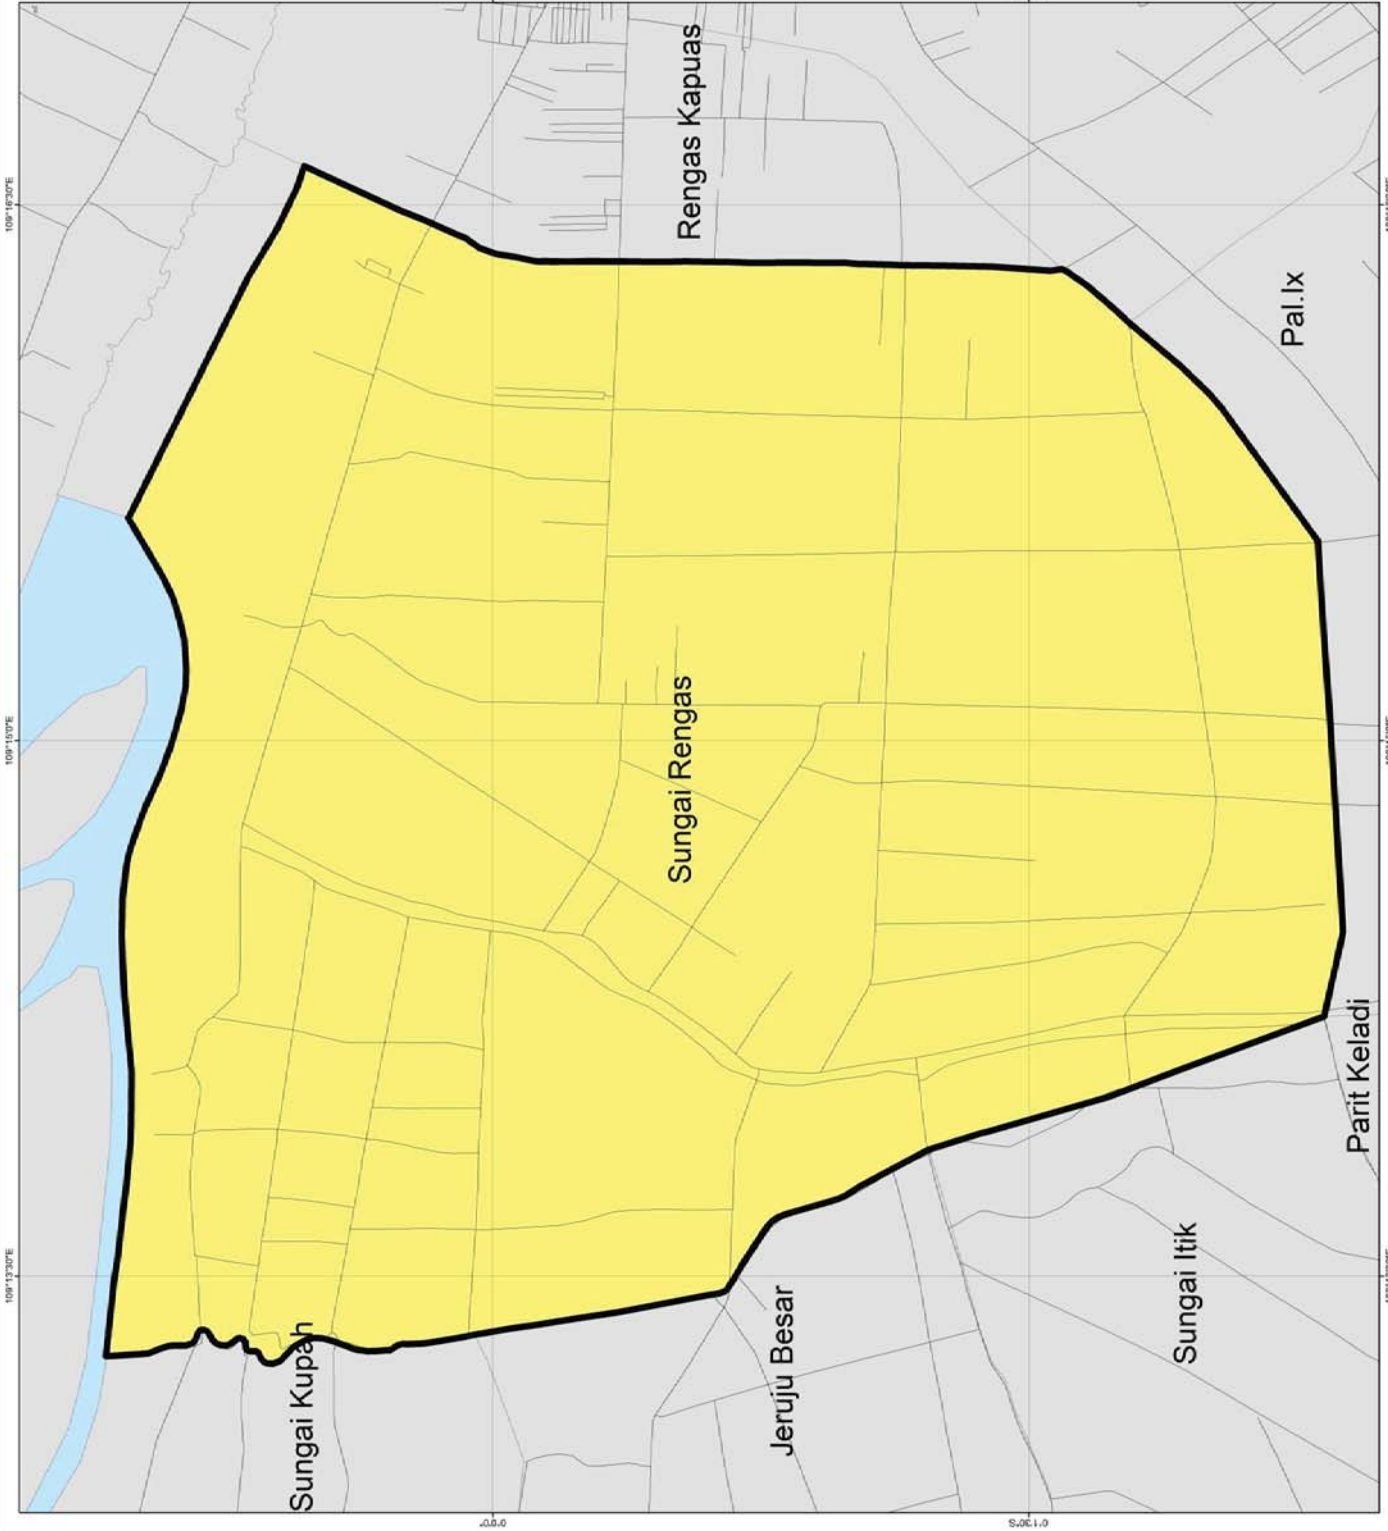 109°13'30"E
109°15'0"E
109°16'30"E
0°0'0"
0°1'30"S
Sungai Kupah
Sungai Rengas
Rengas Kapuas
Jeruju Besar
Sungai Itik
Pal.Ix
Parit Keladi